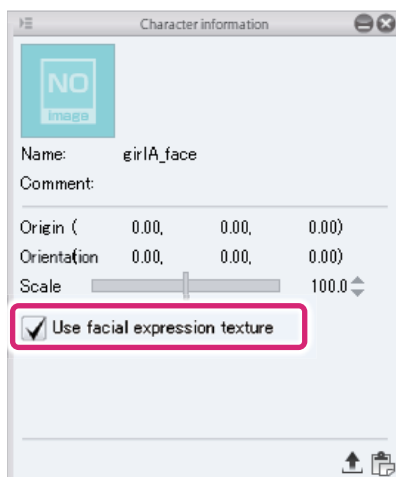 Character information
NO
image
Name: girlA_face
Comment:
Origin ( 0.00, 0.00, 0.00)
Orientation 0.00, 0.00, 0.00)
Scale 100.0
Use facial expression texture